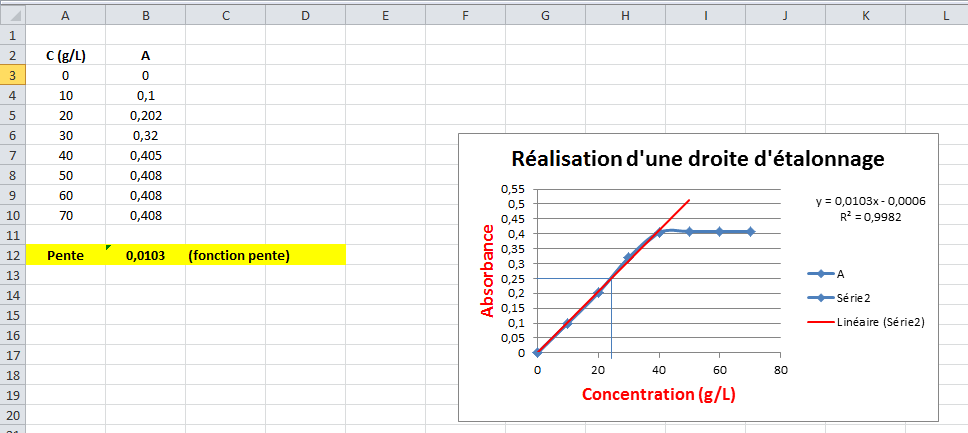 A B C D E F G H I J K L
1
2 C (g/L) A
3 0 0
4 10 0,1
5 20 0,202
6 30 0,32
7 40 0,405
8 50 0,408
9 60 0,408
10 70 0,408
11
12 Pente 0,0103 (fonction pente)
13
14
15
16
17
18
19
20
Réalisation d'une droite d'étalonnage
y = 0,0103x - 0,0006
R² = 0,9982
Absorbance
0,55
0,5
0,45
0,4
0,35
0,3
0,25
0,2
0,15
0,1
0,05
0
0 20 40 60 80
Concentration (g/L)
A
Série2
Linéaire (Série2)